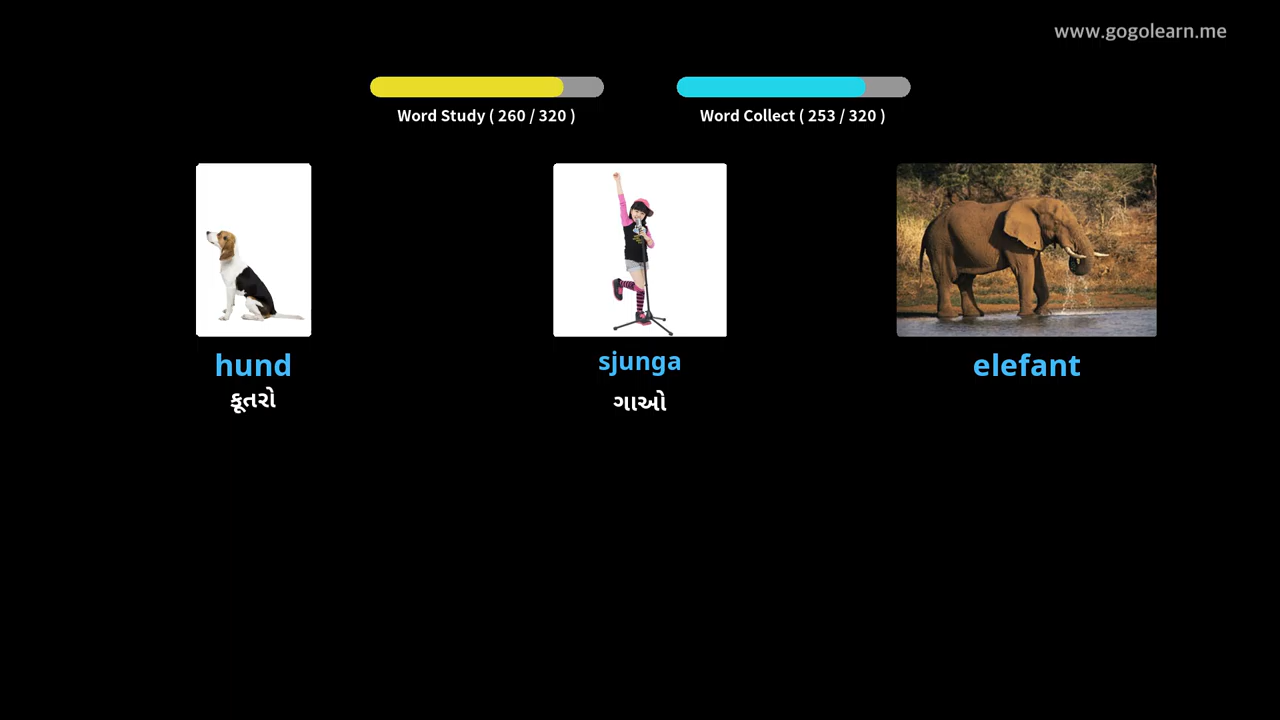 www.gogolearn.me
Word Study ( 260 / 320 )
Word Collect ( 253 / 320 )
hund
કૂતરો
sjunga
ગાઓ
elefant